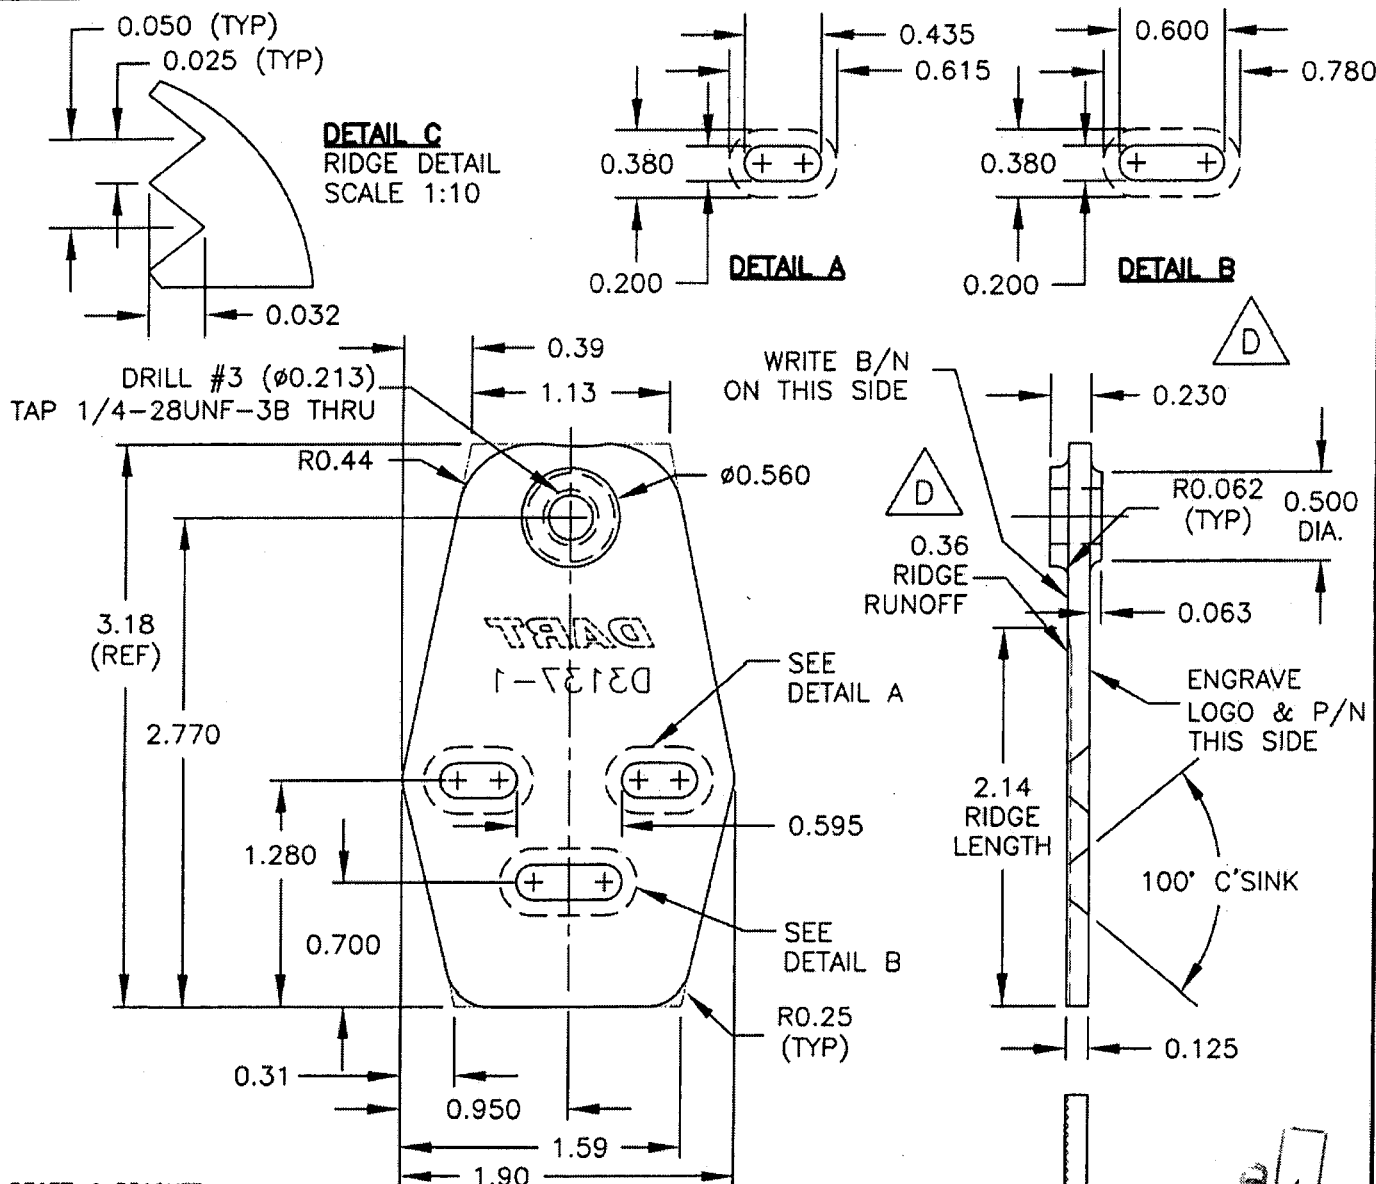 0.050 (TYP)
0.025 (TYP)
DETAIL C
RIDGE DETAIL
SCALE 1:10
0.032
0.435
0.615
0.380
0.200
DETAIL A
0.600
0.780
0.380
0.200
DETAIL B
D
DRILL #3 (ø0.213)
TAP 1/4-28UNF-3B THRU
0.39
1.13
R0.44
ø0.560
3.18
(REF)
2.770
DART
D3137-1
SEE
DETAIL A
1.280
0.595
0.700
SEE
DETAIL B
R0.25
(TYP)
0.31
0.950
1.59
1.90
WRITE B/N
ON THIS SIDE
0.230
D
R0.062
(TYP)
0.500
DIA.
0.36
RIDGE
RUNOFF
0.063
ENGRAVE
LOGO & P/N
THIS SIDE
2.14
RIDGE
LENGTH
100° C'SINK
0.125